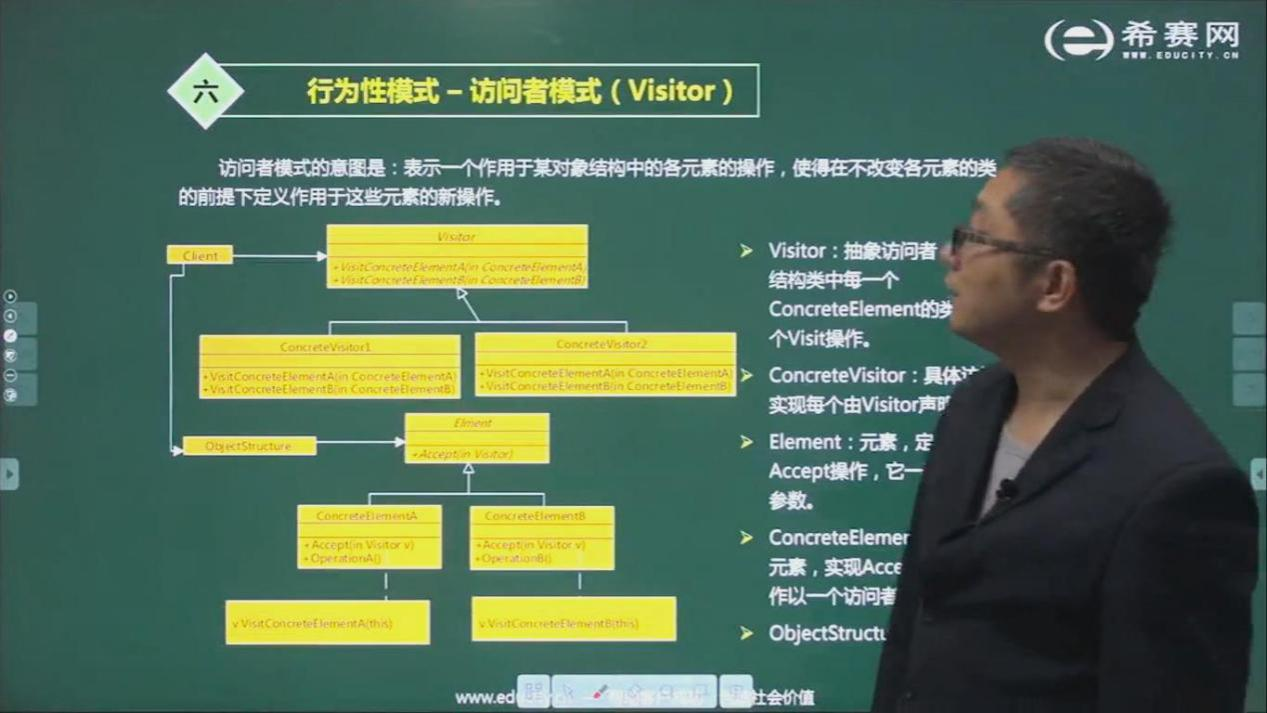 希赛网
WWW.EDUCITY.CN
六
行为性模式 – 访问者模式（Visitor）
访问者模式的意图是：表示一个作用于某对象结构中的各元素的操作，使得在不改变各元素的类
的前提下定义作用于这些元素的新操作。
Client
Visitor
+VisitConcreteElementA(in ConcreteElementA)
+VisitConcreteElementB(in ConcreteElementB)
ConcreteVisitor1
+VisitConcreteElementA(in ConcreteElementA)
+VisitConcreteElementB(in ConcreteElementB)
ConcreteVisitor2
+VisitConcreteElementA(in ConcreteElementA)
+VisitConcreteElementB(in ConcreteElementB)
ObjectStructure
Elment
+Accept(in Visitor)
ConcreteElementA
+Accept(in Visitor v)
+OperationA()
ConcreteElementB
+Accept(in Visitor v)
+OperationB()
v.VisitConcreteElementA(this)
v.VisitConcreteElementB(this)
Visitor：抽象访问者
结构类中每一个
ConcreteElement的类
个Visit操作。
ConcreteVisitor：具体访
实现每个由Visitor声明
Element：元素，定
Accept操作，它一
参数。
ConcreteElemen
元素，实现Acce
作以一个访问者
ObjectStructu
www.edu
社会价值